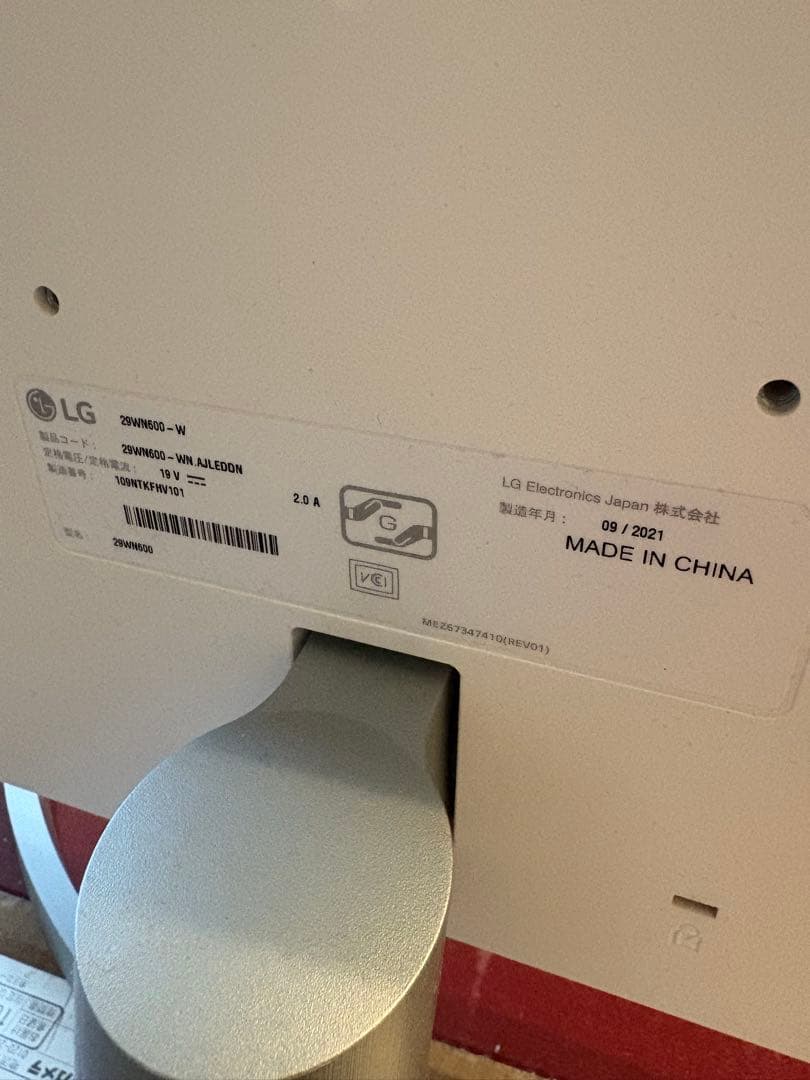 LG 29WN600-W
製品コード： 29WN600-WN.AJLEDON
定格電圧/定格電流： 19 V 2.0 A
製造番号： 109NTKFHV101
型名 29WN600
G
VCI
LG Electronics Japan 株式会社
製造年月： 09 / 2021
MADE IN CHINA
MEZ67347410(REV01)